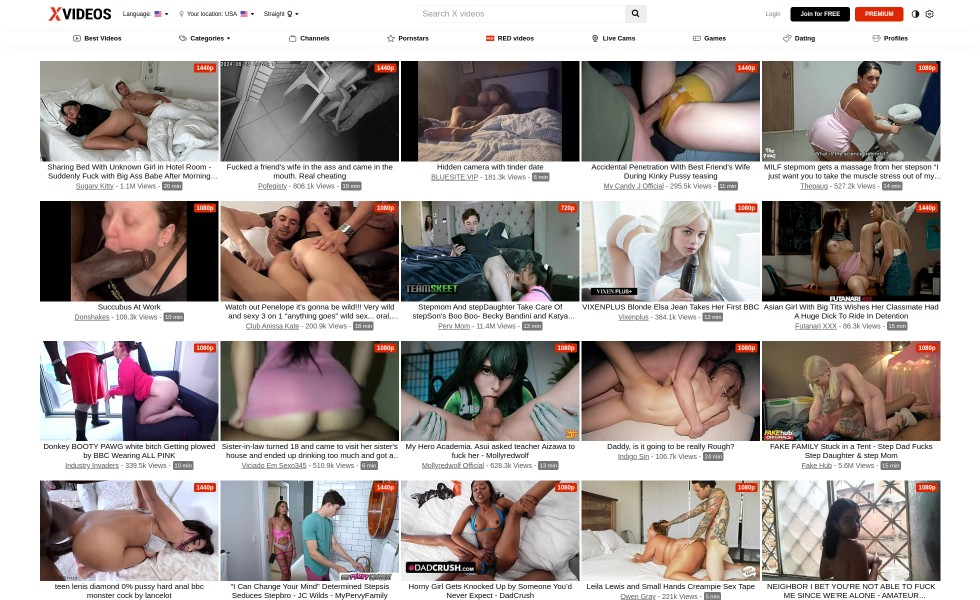 XVIDEOS
Language:
Your location: USA
Straight
Search X videos
Login
Join for FREE
PREMIUM
Best Videos
Categories
Channels
Pornstars
RED videos
Live Cams
Games
Dating
Profiles
1440p
1440p
1440p
1080p
Sharing Bed With Unknown Girl in Hotel Room -
Suddenly Fuck with Big Ass Babe After Morning...
Sugary Kitty - 1.1M Views - 20 min
Fucked a friend's wife in the ass and came in the
mouth. Real cheating
Pofegisty - 808.1k Views - 19 min
Hidden camera with tinder date
BLUESITE.VIP - 181.3k Views - 6 min
Accidental Penetration With Best Friend's Wife
During Kinky Pussy teasing
My Candy J Official - 295.5k Views - 11 min
MILF stepmom gets a massage from her stepson "I
just want you to take the muscle stress out of my...
Thepaug - 527.2k Views - 14 min
1080p
1080p
720p
1080p
1440p
TEAMSKEET
VIXEN PLUS+
FUTANARI XXX
Succubus At Work
Donshakes - 108.3k Views - 10 min
Watch out Penelope it's gonna be wild!!! Very wild
and sexy 3 on 1 "anything goes" wild sex... oral,...
Club Anissa Kate - 200.9k Views - 18 min
Stepmom And stepDaughter Take Care Of
stepSon's Boo Boo- Becky Bandini and Katya...
Perv Mom - 11.4M Views - 13 min
VIXENPLUS Blonde Elsa Jean Takes Her First BBC
Vixenplus - 384.1k Views - 12 min
Asian Girl With Big Tits Wishes Her Classmate Had
A Huge Dick To Ride In Detention
Futanari XXX - 86.3k Views - 15 min
1080p
1080p
1080p
1080p
1080p
FAKEhub
ORIGINALS
Donkey BOOTY PAWG white bitch Getting plowed
by BBC Wearing ALL PINK
Industry Invaders - 339.5k Views - 10 min
Sister-in-law turned 18 and came to visit her sister's
house and ended up drinking too much and got a...
Viciado Em Sexo345 - 510.9k Views - 5 min
My Hero Academia. Asui asked teacher Aizawa to
fuck her - Mollyredwolf
Mollyredwolf Official - 628.3k Views - 13 min
Daddy, is it going to be really Rough?
Indigo Sin - 106.7k Views - 24 min
FAKE FAMILY Stuck in a Tent - Step Dad Fucks
Step Daughter & step Mom
Fake Hub - 5.6M Views - 15 min
1440p
1440p
1080p
1080p
1080p
DADCRUSH.COM
teen lenis diamond 0% pussy hard anal bbc
monster cock by lancelot
"I Can Change Your Mind" Determined Stepsis
Seduces Stepbro - JC Wilds - MyPervyFamily
Horny Girl Gets Knocked Up by Someone You'd
Never Expect - DadCrush
Leila Lewis and Small Hands Creampie Sex Tape
Owen Gray - 221k Views - 5 min
NEIGHBOR I BET YOU'RE NOT ABLE TO FUCK
ME SINCE WE'RE ALONE - AMATEUR...